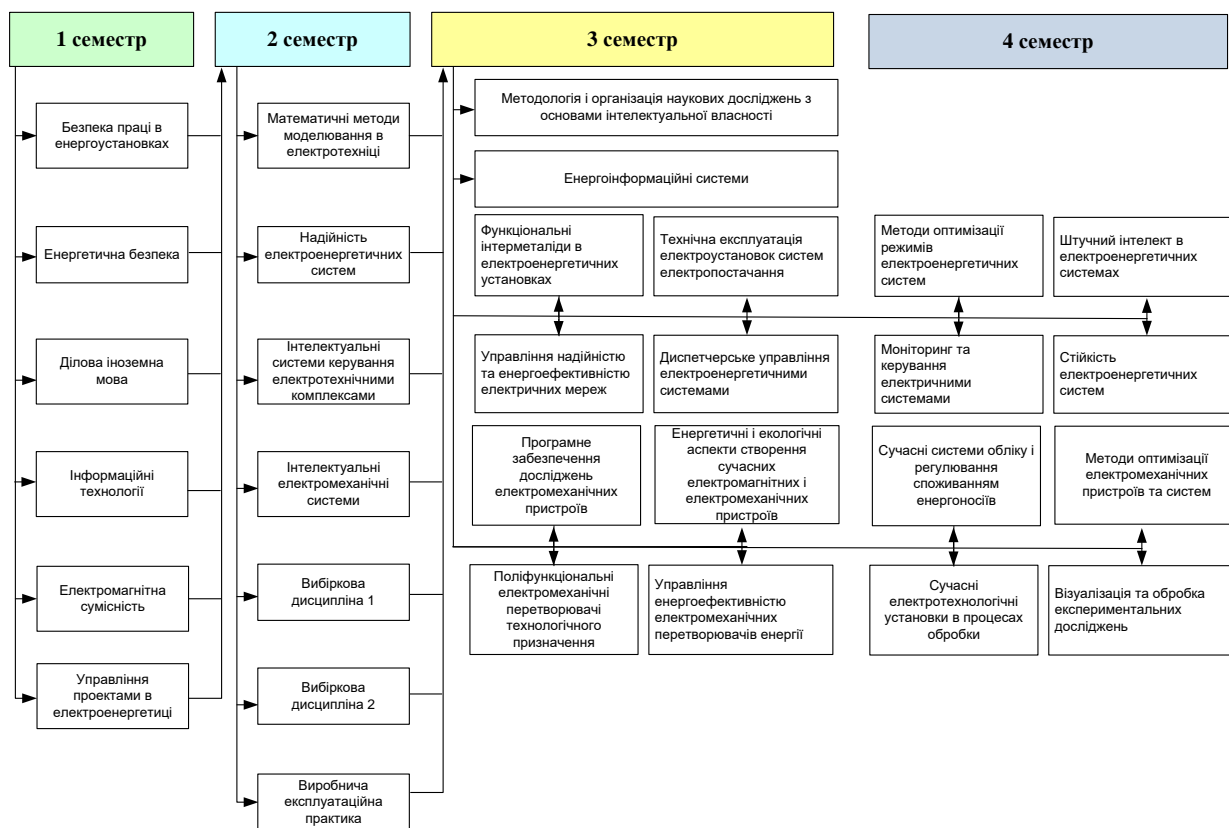 1 семестр
2 семестр
3 семестр
4 семестр
Безпека праці в
енергоустановках
Енергетична безпека
Ділова іноземна
мова
Інформаційні
технології
Електромагнітна
сумісність
Управління
проектами в
електроенергетиці
Математичні методи
моделювання в
електротехніці
Надійність
електроенергетичних
систем
Інтелектуальні
системи керування
електротехнічними
комплексами
Інтелектуальні
електромеханічні
системи
Вибіркова
дисципліна 1
Вибіркова
дисципліна 2
Виробнича
експлуатаційна
практика
Методологія і організація наукових досліджень з
основами інтелектуальної власності
Енергоінформаційні системи
Функціональні
інтерметаліди в
електроенергетичних
установках
Технічна експлуатація
електроустановок систем
електропостачання
Методи оптимізації
режимів
електроенергетичних
систем
Штучний інтелект в
електроенергетичних
системах
Управління надійністю
та енергоефективністю
електричних мереж
Диспетчерське управління
електроенергетичними
системами
Моніторинг та
керування
електричними
системами
Стійкість
електроенергетичних
систем
Програмне
забезпечення
досліджень
електромеханічних
пристроїв
Енергетичні і екологічні
аспекти створення
сучасних
електромагнітних і
електромеханічних
пристроїв
Сучасні системи обліку і
регулювання
споживанням
енергоносіїв
Методи оптимізації
електромеханічних
пристроїв та систем
Поліфункціональні
електромеханічні
перетворювачі
технологічного
призначення
Управління
енергоефективністю
електромеханічних
перетворювачів енергії
Сучасні
електротехнологічні
установки в процесах
обробки
Візуалізація та обробка
експериментальних
досліджень